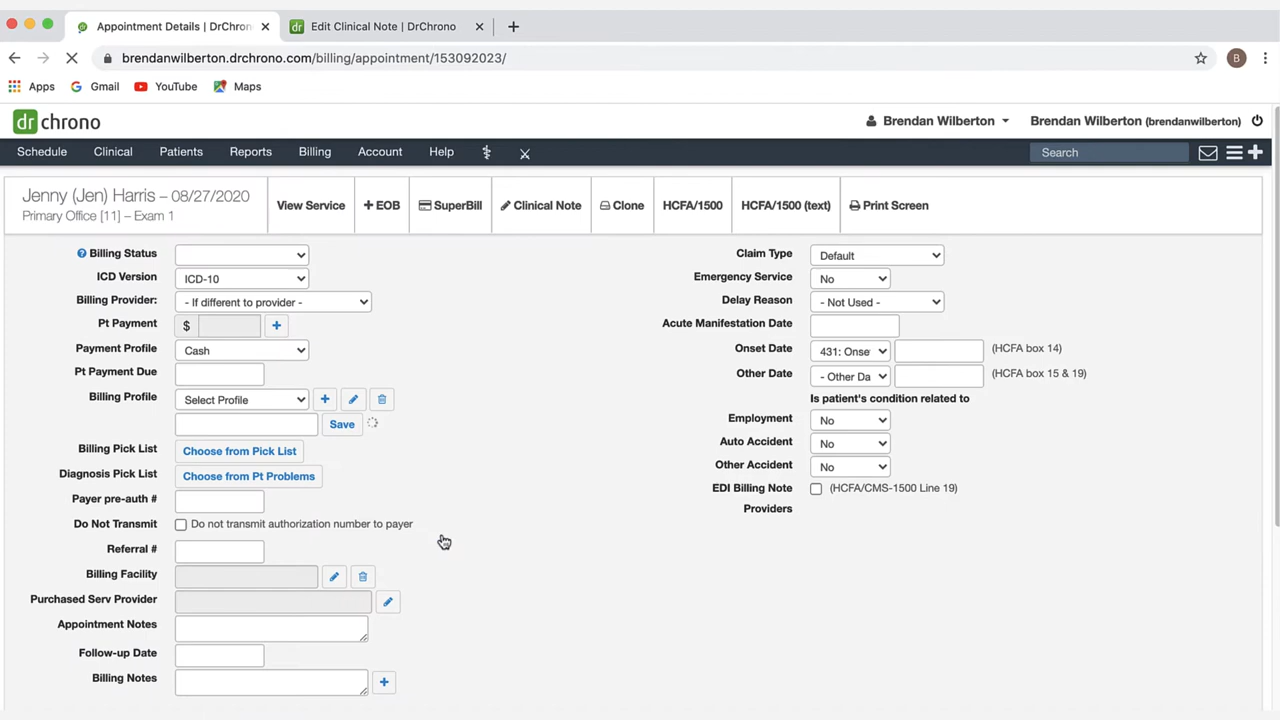 Appointment Details | DrChron
Edit Clinical Note | DrChrono
brendanwilberton.drchrono.com/billing/appointment/153092023/
B
Apps Gmail YouTube Maps
dr chrono
Brendan Wilberton Brendan Wilberton (brendanwilberton)
Schedule Clinical Patients Reports Billing Account Help Search
Jenny (Jen) Harris – 08/27/2020
Primary Office [11] – Exam 1
View Service + EOB SuperBill Clinical Note Clone HCFA/1500 HCFA/1500 (text) Print Screen
Billing Status
ICD Version ICD-10
Billing Provider: - If different to provider -
Pt Payment $
Payment Profile Cash
Pt Payment Due
Billing Profile Select Profile
Save
Billing Pick List Choose from Pick List
Diagnosis Pick List Choose from Pt Problems
Payer pre-auth #
Do Not Transmit Do not transmit authorization number to payer
Referral #
Billing Facility
Purchased Serv Provider
Appointment Notes
Follow-up Date
Billing Notes
Claim Type Default
Emergency Service No
Delay Reason - Not Used -
Acute Manifestation Date
Onset Date 431: Onse (HCFA box 14)
Other Date - Other Da (HCFA box 15 & 19)
Is patient's condition related to
Employment No
Auto Accident No
Other Accident No
EDI Billing Note (HCFA/CMS-1500 Line 19)
Providers